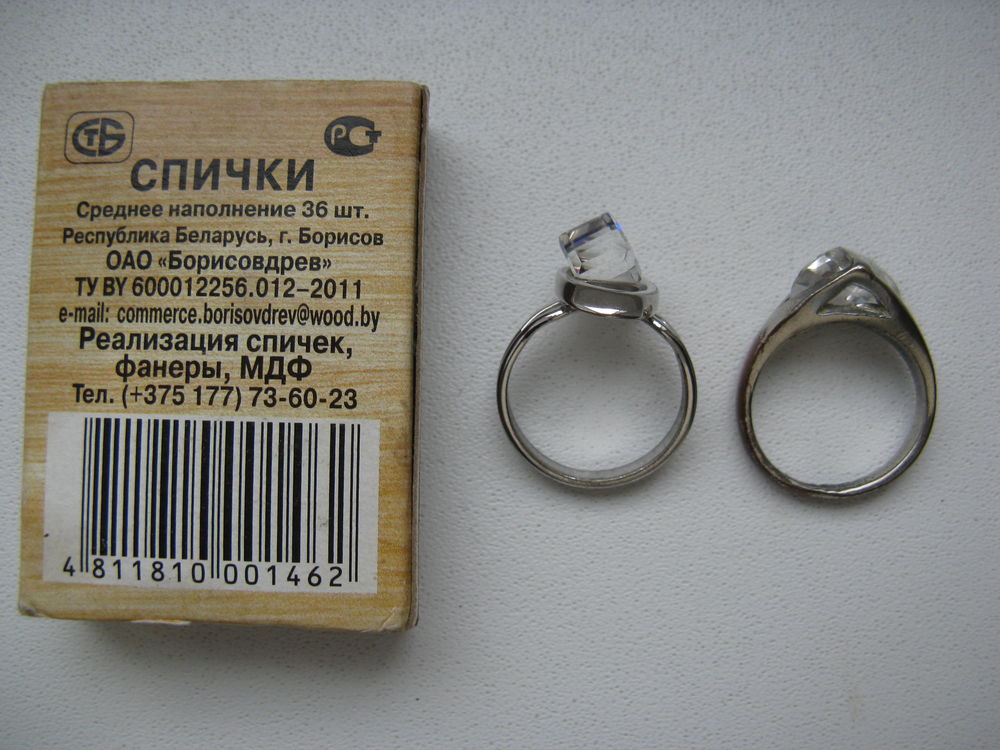 СТБ РСТ
СПИЧКИ
Среднее наполнение 36 шт.
Республика Беларусь, г. Борисов
ОАО «Борисовдрев»
ТУ BY 600012256.012–2011
e-mail: commerce.borisovdrev@wood.by
Реализация спичек,
фанеры, МДФ
Тел. (+375 177) 73-60-23
4 811810 001462